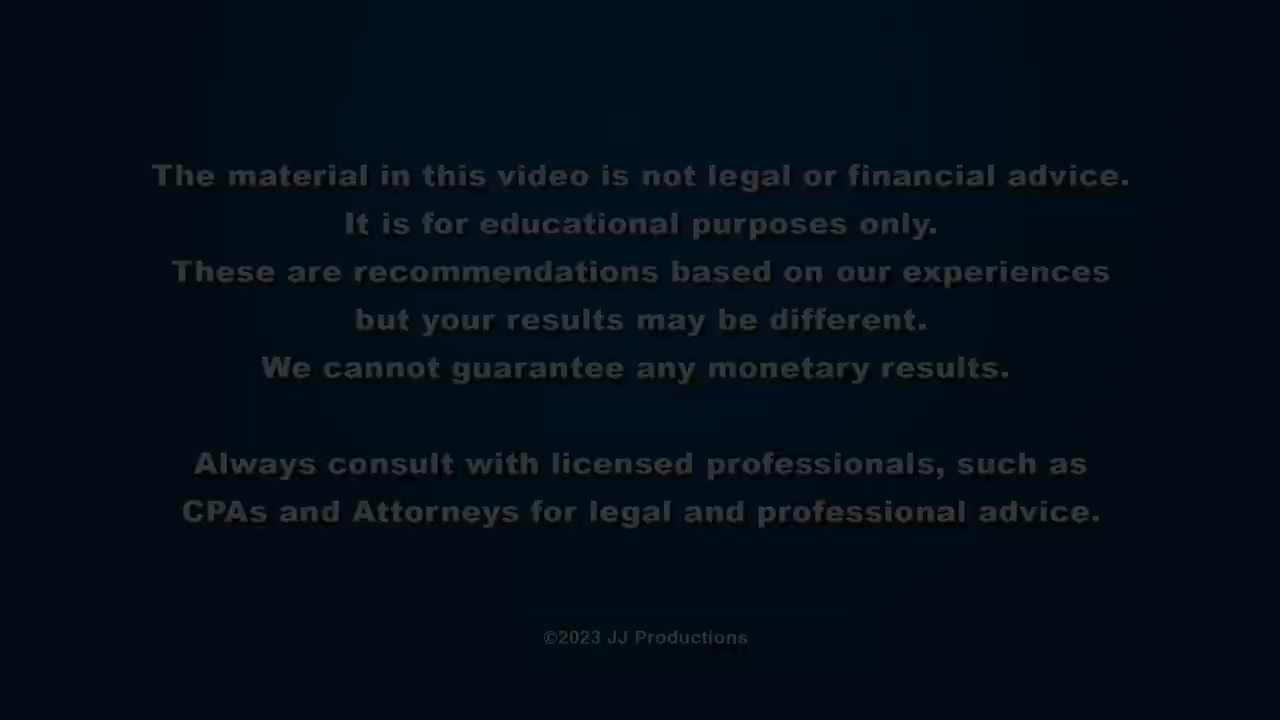 The material in this video is not legal or financial advice.
It is for educational purposes only.
These are recommendations based on our experiences
but your results may be different.
We cannot guarantee any monetary results.
Always consult with licensed professionals, such as
CPAs and Attorneys for legal and professional advice.
©2023 JJ Productions